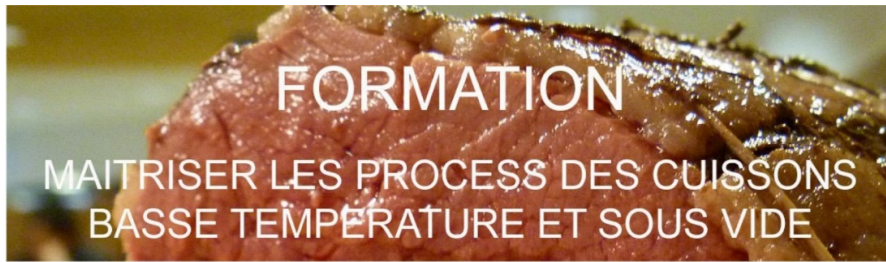 FORMATION
MAITRISER LES PROCESS DES CUISSONS
BASSE TEMPERATURE ET SOUS VIDE